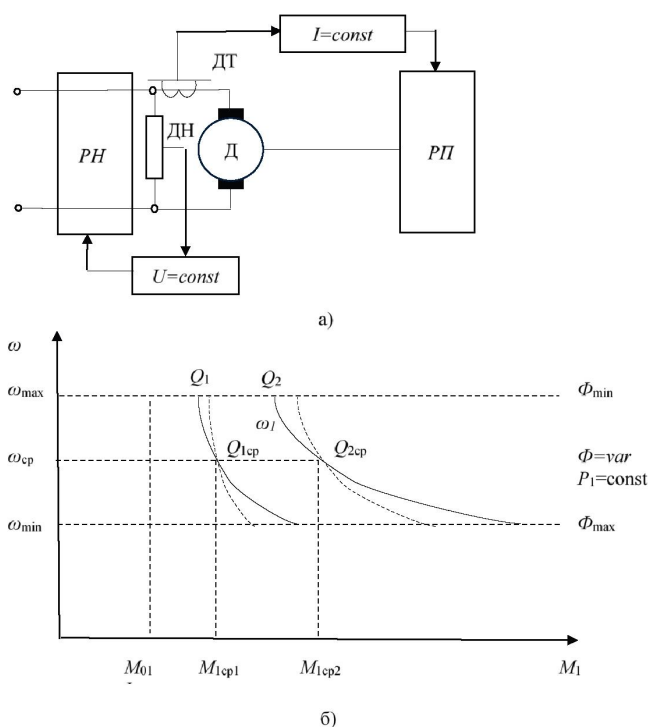 I=const
ДТ
РН
ДН
Д
РП
U=const
а)
ω
ωmax
Q1
Q2
Φmin
ω1
ωср
Q1ср
Q2ср
Φ=var
P1=const
ωmin
Φmax
M01
M1ср1
M1ср2
M1
б)